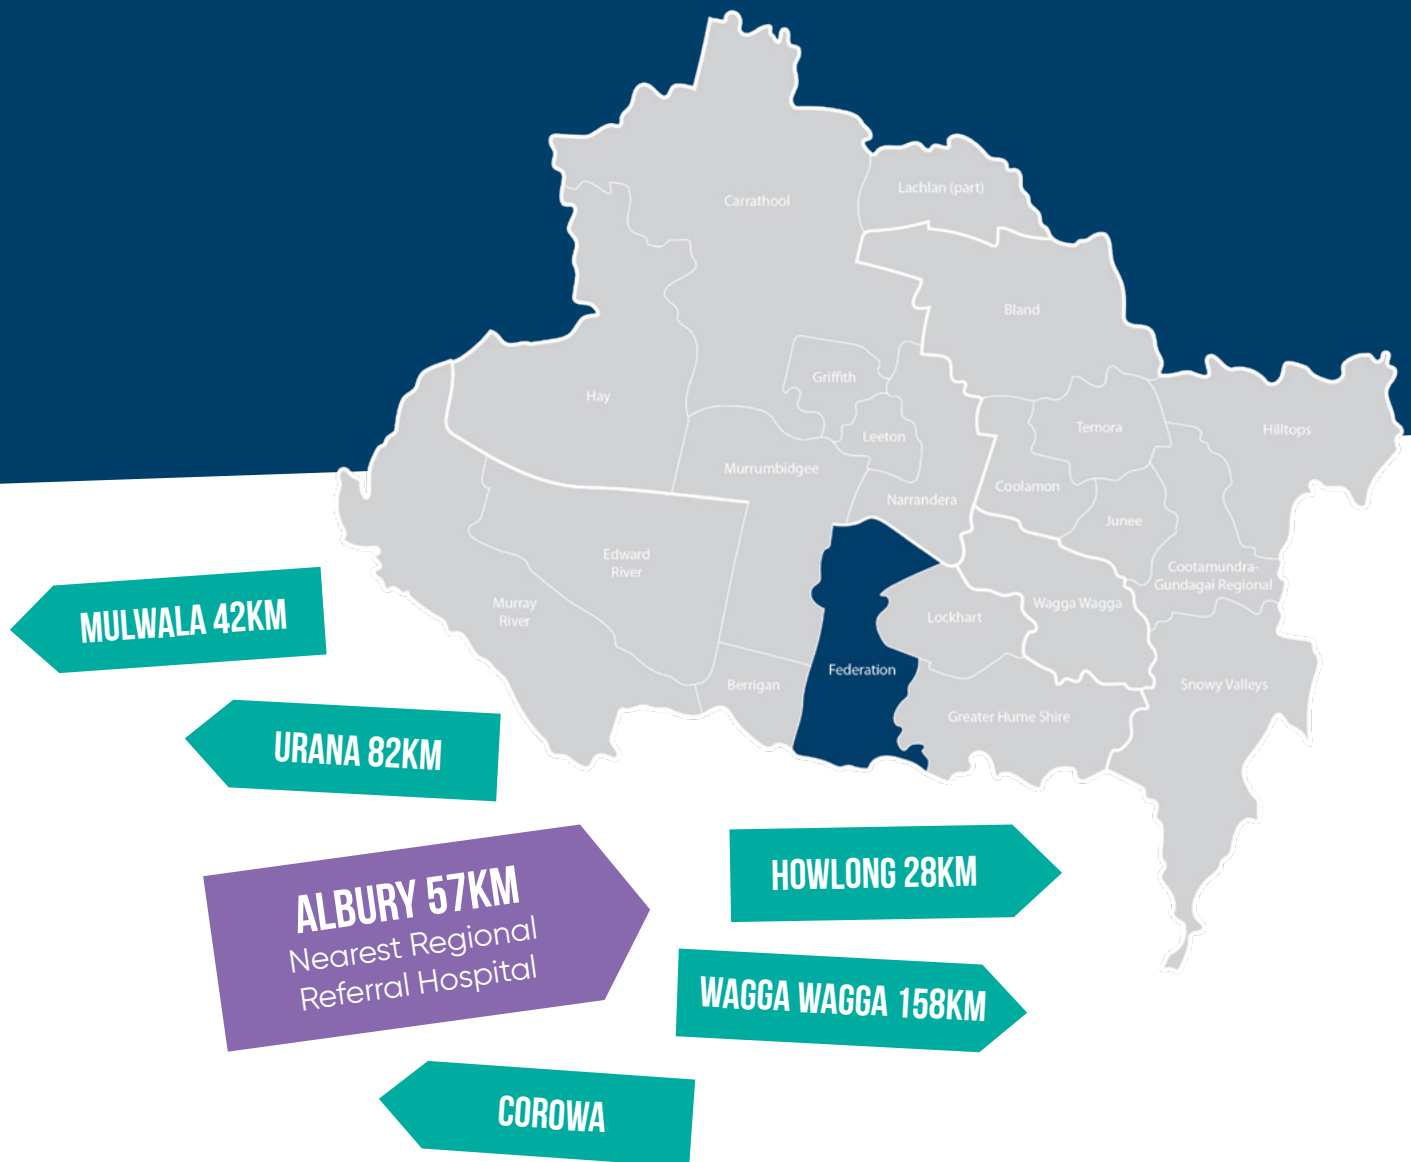 Carrathool
Lachlan (part)
Bland
Griffith
Hay
Leeton
Temora
Hilltops
Murrumbidgee
Coolamon
Narrandera
Junee
Edward
River
Cootamundra-
Gundagai Regional
Murray
River
Wagga Wagga
Lockhart
Federation
Berrigan
Snowy Valleys
Greater Hume Shire
MULWALA 42KM
URANA 82KM
ALBURY 57KM
Nearest Regional
Referral Hospital
HOWLONG 28KM
WAGGA WAGGA 158KM
COROWA